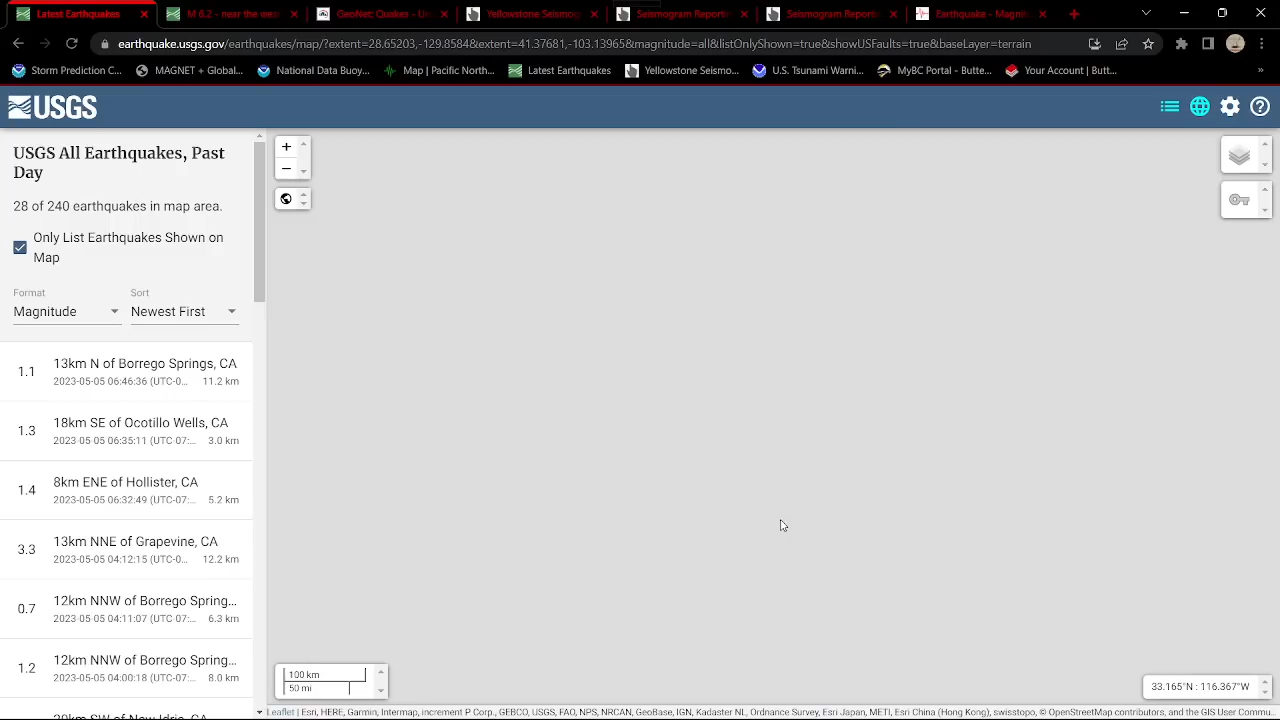 Latest Earthquakes
M 6.2 - near the wes
GeoNet: Quakes - U
Yellowstone Seismo
Seismogram Reporti
Seismogram Reporti
Earthquake - Magni
earthquake.usgs.gov/earthquakes/map/?extent=28.65203,-129.8584&extent=41.37681,-103.13965&magnitude=all&listOnlyShown=true&showUSFaults=true&baseLayer=terrain
Storm Prediction C...
MAGNET + Global...
National Data Buoy...
Map | Pacific North...
Latest Earthquakes
Yellowstone Seismo...
U.S. Tsunami Warni...
MyBC Portal - Butte...
Your Account | Butt...
»
USGS
USGS All Earthquakes, Past
Day
28 of 240 earthquakes in map area.
Only List Earthquakes Shown on
Map
Format
Sort
Magnitude
Newest First
1.1
13km N of Borrego Springs, CA
2023-05-05 06:46:36 (UTC-0...
11.2 km
1.3
18km SE of Ocotillo Wells, CA
2023-05-05 06:35:11 (UTC-07:...
3.0 km
1.4
8km ENE of Hollister, CA
2023-05-05 06:32:49 (UTC-07:...
5.2 km
3.3
13km NNE of Grapevine, CA
2023-05-05 04:12:15 (UTC-0...
12.2 km
0.7
12km NNW of Borrego Spring...
2023-05-05 04:11:07 (UTC-07:...
6.3 km
1.2
12km NNW of Borrego Spring...
2023-05-05 04:00:18 (UTC-07:...
8.0 km
SW of New Idria, CA
+
−
100 km
50 mi
33.165°N : 116.367°W
Leaflet | Esri, HERE, Garmin, Intermap, increment P Corp., GEBCO, USGS, FAO, NPS, NRCAN, GeoBase, IGN, Kadaster NL, Ordnance Survey, Esri Japan, METI, Esri China (Hong Kong), swisstopo, © OpenStreetMap contributors, and the GIS User Commu...